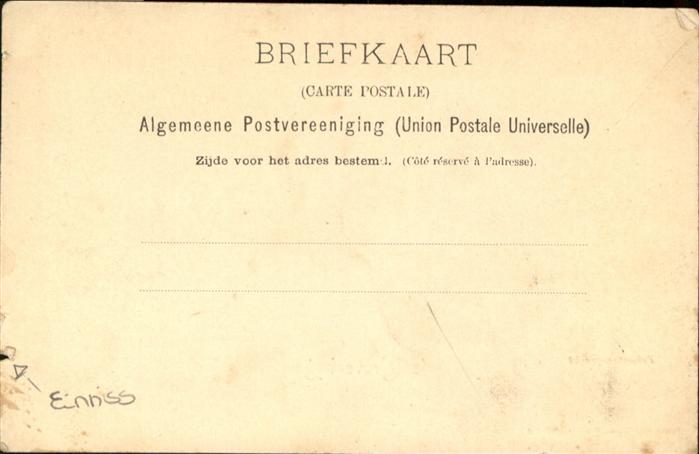 BRIEFKAART
(CARTE POSTALE)
Algemeene Postvereeniging (Union Postale Universelle)
Zijde voor het adres bestemd. (Côté réservé à l'adresse).